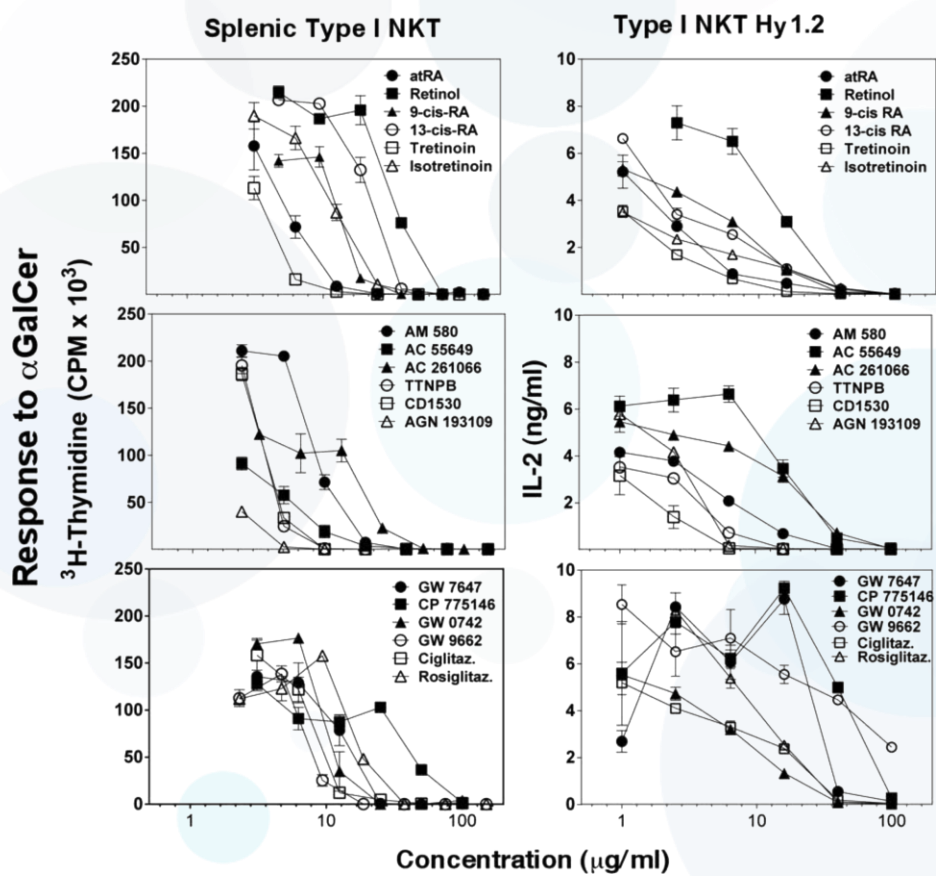 Splenic Type I NKT
Type I NKT Hy1.2
Response to αGalCer
³H-Thymidine (CPM x 10³)
250
200
150
100
50
atRA
Retinol
9-cis-RA
13-cis-RA
Tretinoin
Isotretinoin
IL-2 (ng/ml)
10
8
6
4
2
atRA
Retinol
9-cis RA
13-cis RA
Tretinoin
Isotretinoin
250
200
150
100
50
AM 580
AC 55649
AC 261066
TTNPB
CD1530
AGN 193109
10
8
6
4
2
AM 580
AC 55649
AC 261066
TTNPB
CD1530
AGN 193109
250
200
150
100
50
0
GW 7647
CP 775146
GW 0742
GW 9662
Ciglitaz.
Rosiglitaz.
1
10
100
10
8
6
4
2
0
GW 7647
CP 775146
GW 0742
GW 9662
Ciglitaz.
Rosiglitaz.
1
10
100
Concentration (μg/ml)